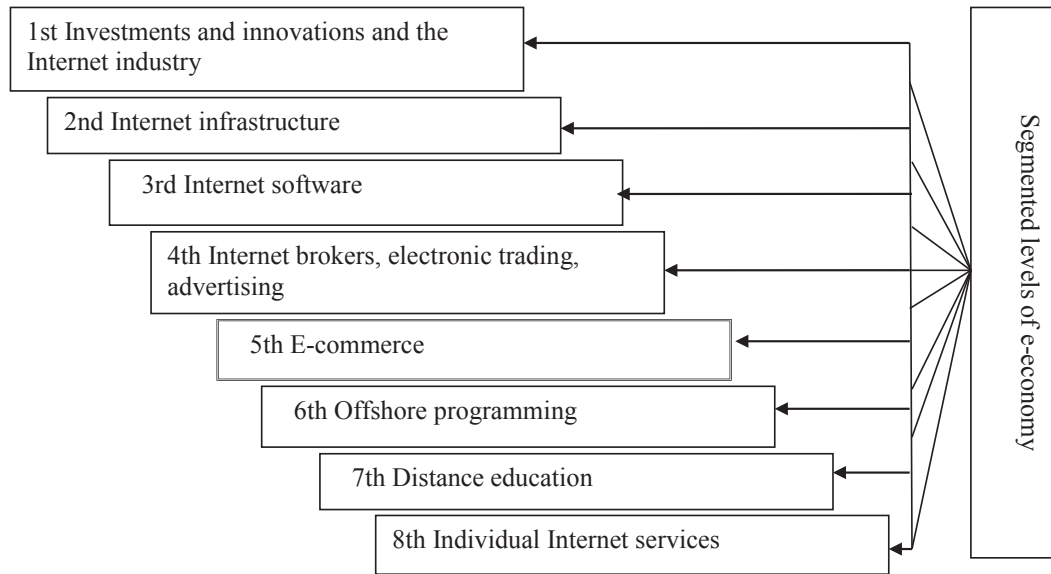 1st Investments and innovations and the
Internet industry
2nd Internet infrastructure
3rd Internet software
4th Internet brokers, electronic trading,
advertising
5th E-commerce
6th Offshore programming
7th Distance education
8th Individual Internet services
Segmented levels of e-economy